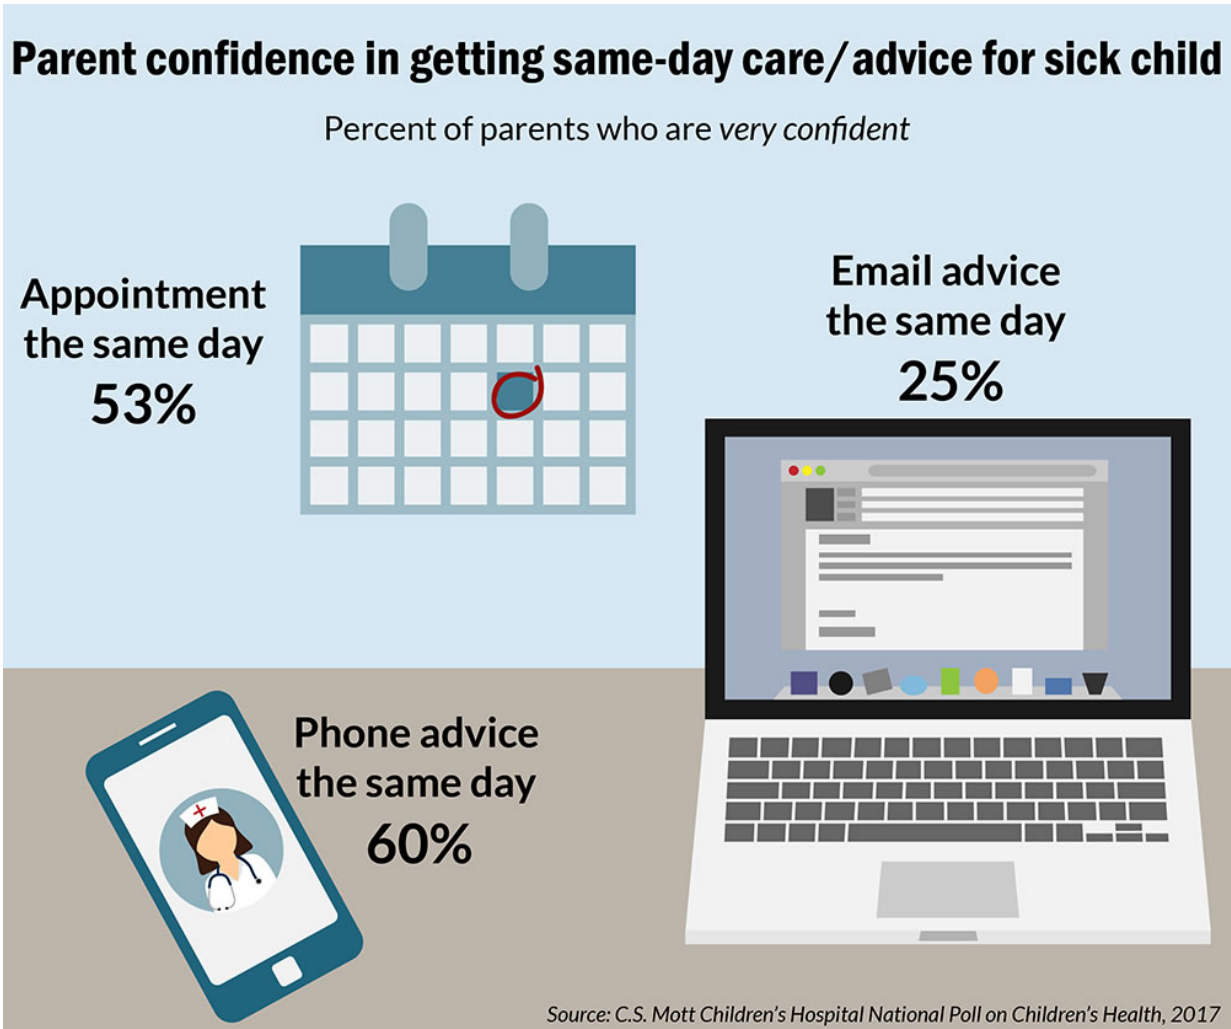 Parent confidence in getting same-day care/advice for sick child
Percent of parents who are very confident
Appointment
the same day
53%
Email advice
the same day
25%
Phone advice
the same day
60%
Source: C.S. Mott Children's Hospital National Poll on Children's Health, 2017